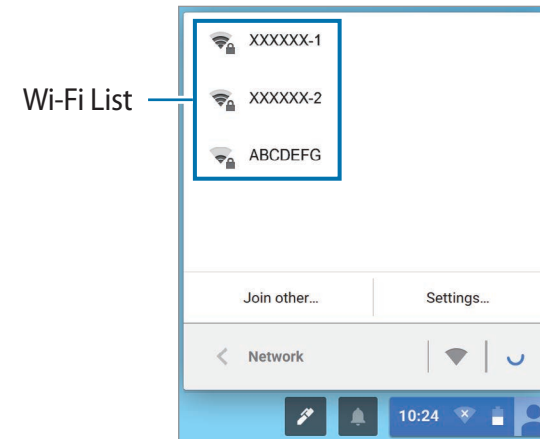 XXXXXX-1
Wi-Fi List
XXXXXX-2
ABCDEFG
Join other...
Settings...
Network
10:24